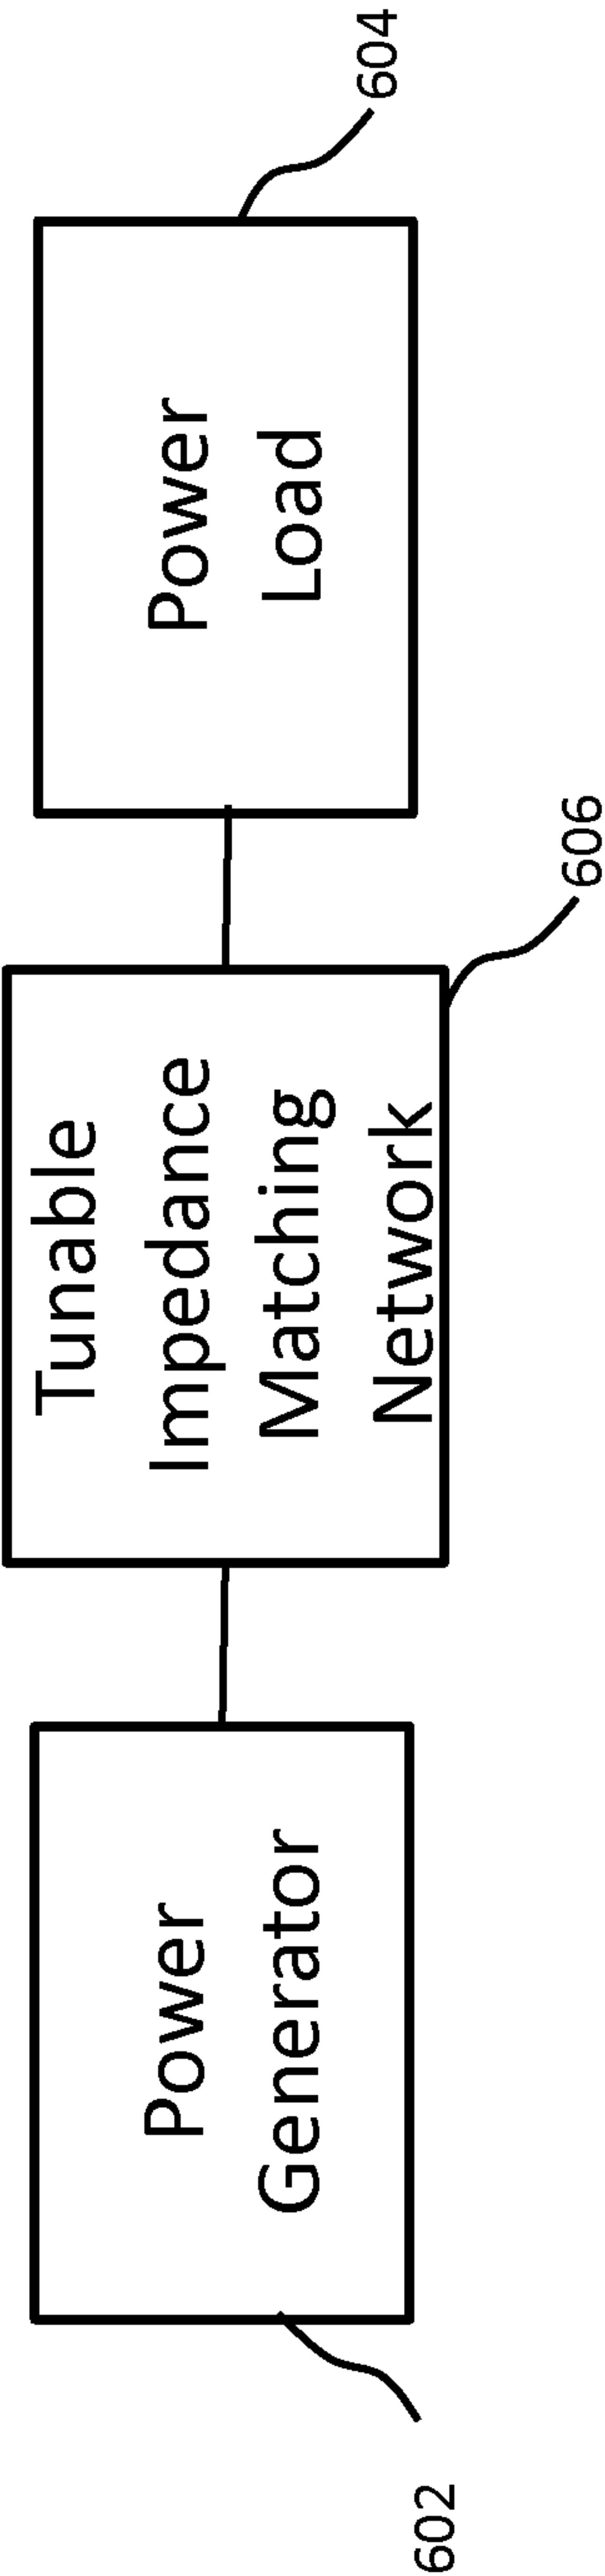 Power
Generator
602
Tunable
Impedance
Matching
Network
606
Power
Load
604